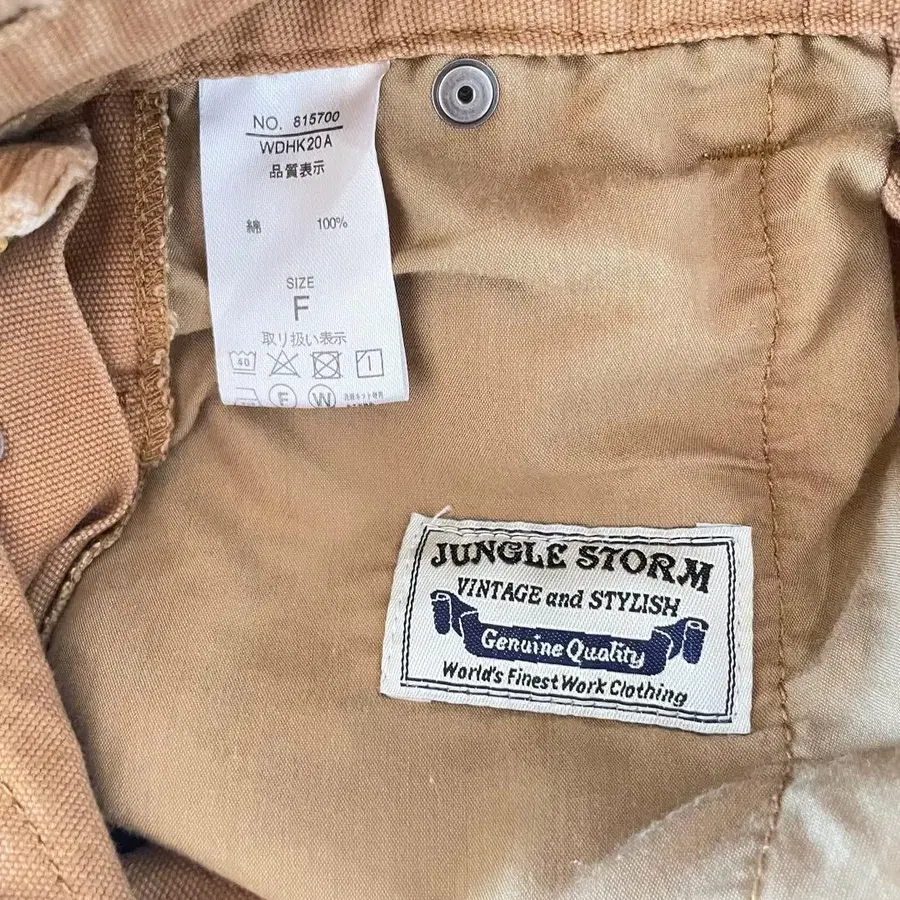 NO. 815700
WDHK20A
品質表示
綿 100%
SIZE
F
取り扱い表示
40
F W
JUNGLE STORM
VINTAGE and STYLISH
Genuine Quality
World's Finest Work Clothing